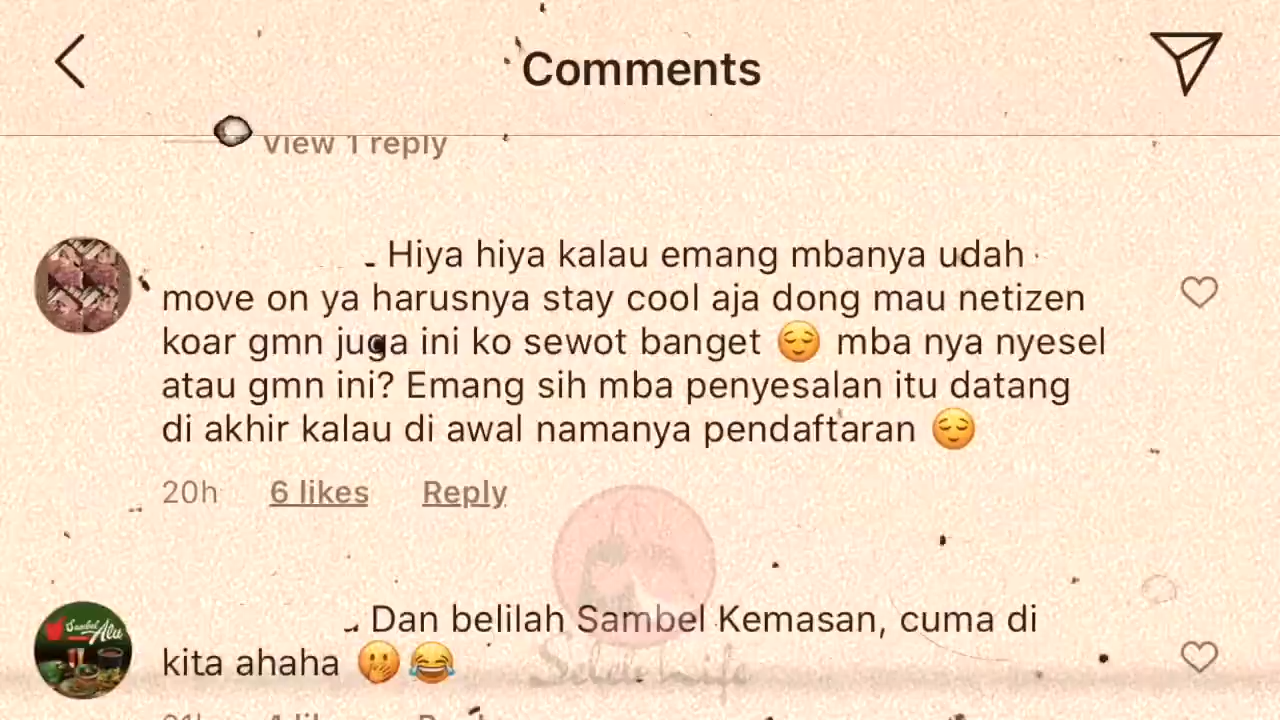 Comments
View 1 reply
Hiya hiya kalau emang mbanya udah
move on ya harusnya stay cool aja dong mau netizen
koar gmn juga ini ko sewot banget 😌 mba nya nyesel
atau gmn ini? Emang sih mba penyesalan itu datang
di akhir kalau di awal namanya pendaftaran 😌
20h 6 likes Reply
Sambel Alu
Dan belilah Sambel Kemasan, cuma di
kita ahaha 🤭😂